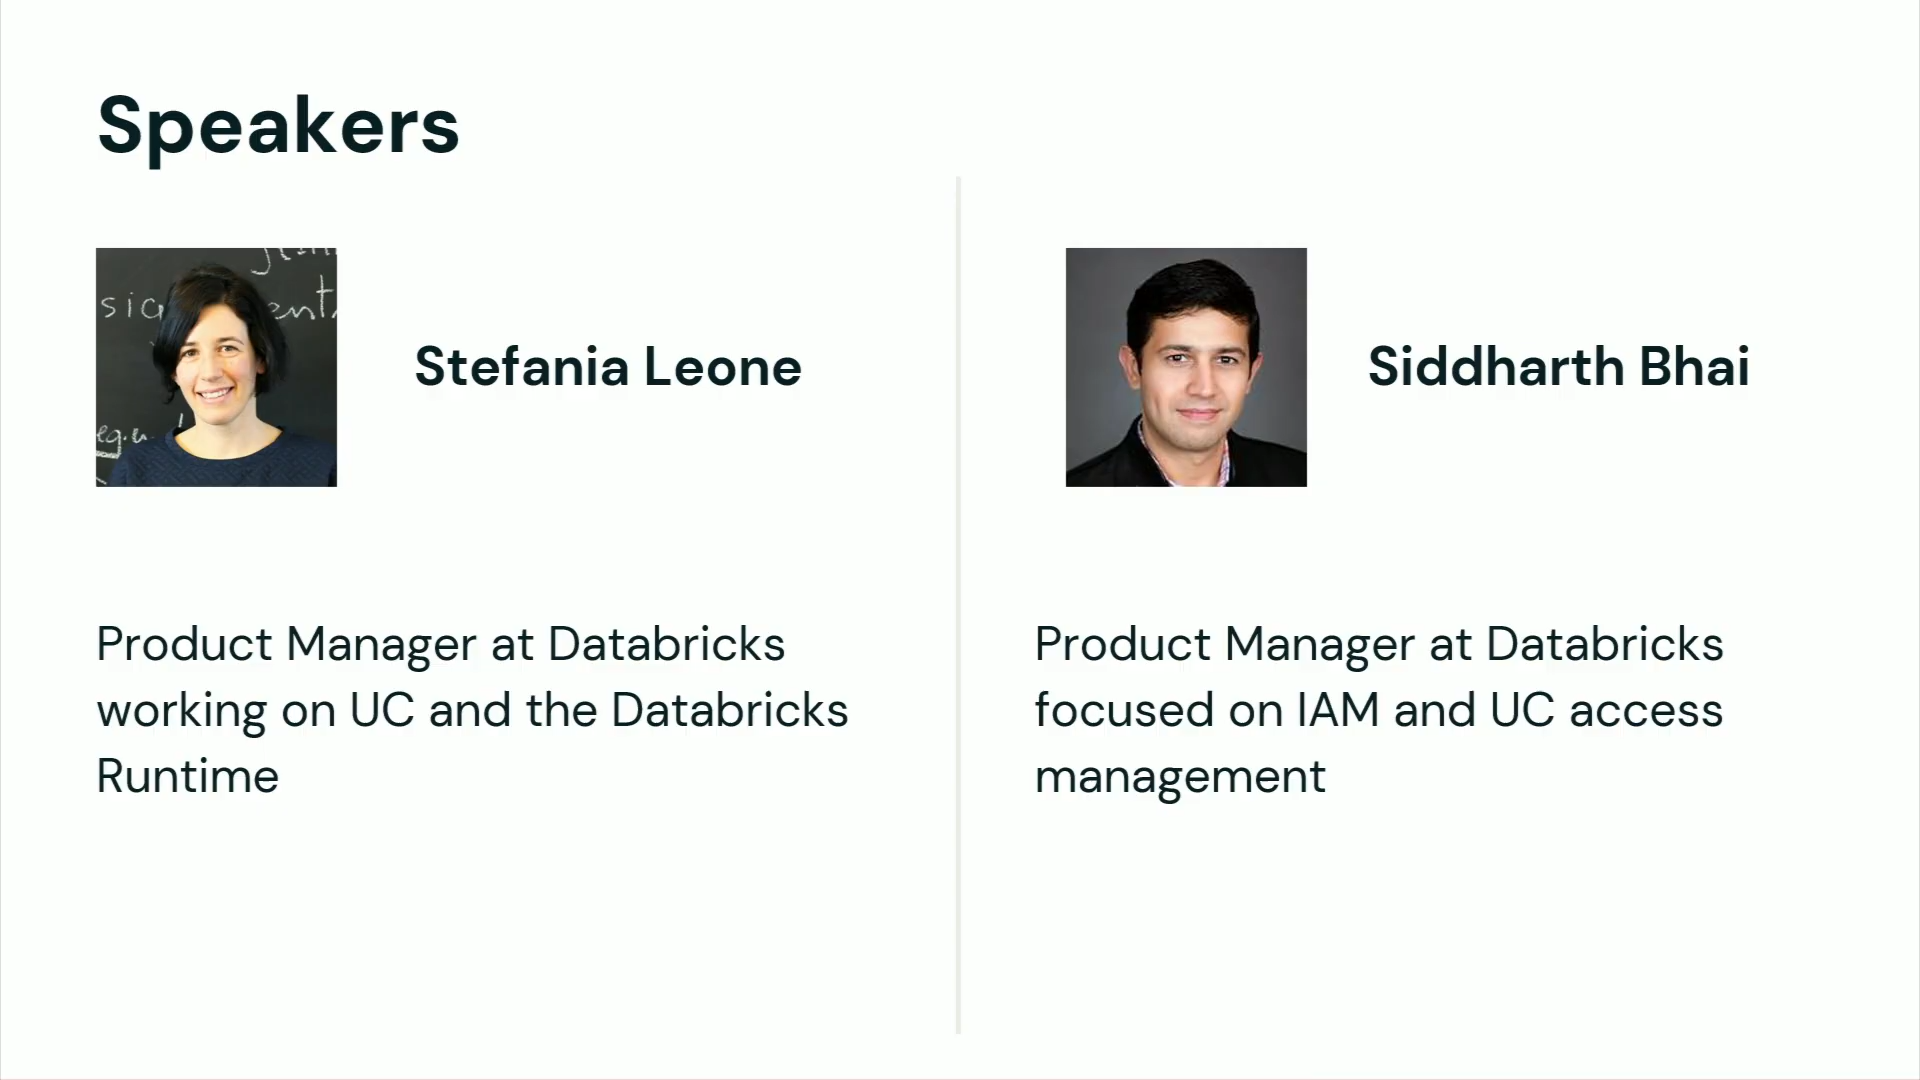 Speakers
Stefania Leone
Product Manager at Databricks
working on UC and the Databricks
Runtime
Siddharth Bhai
Product Manager at Databricks
focused on IAM and UC access
management